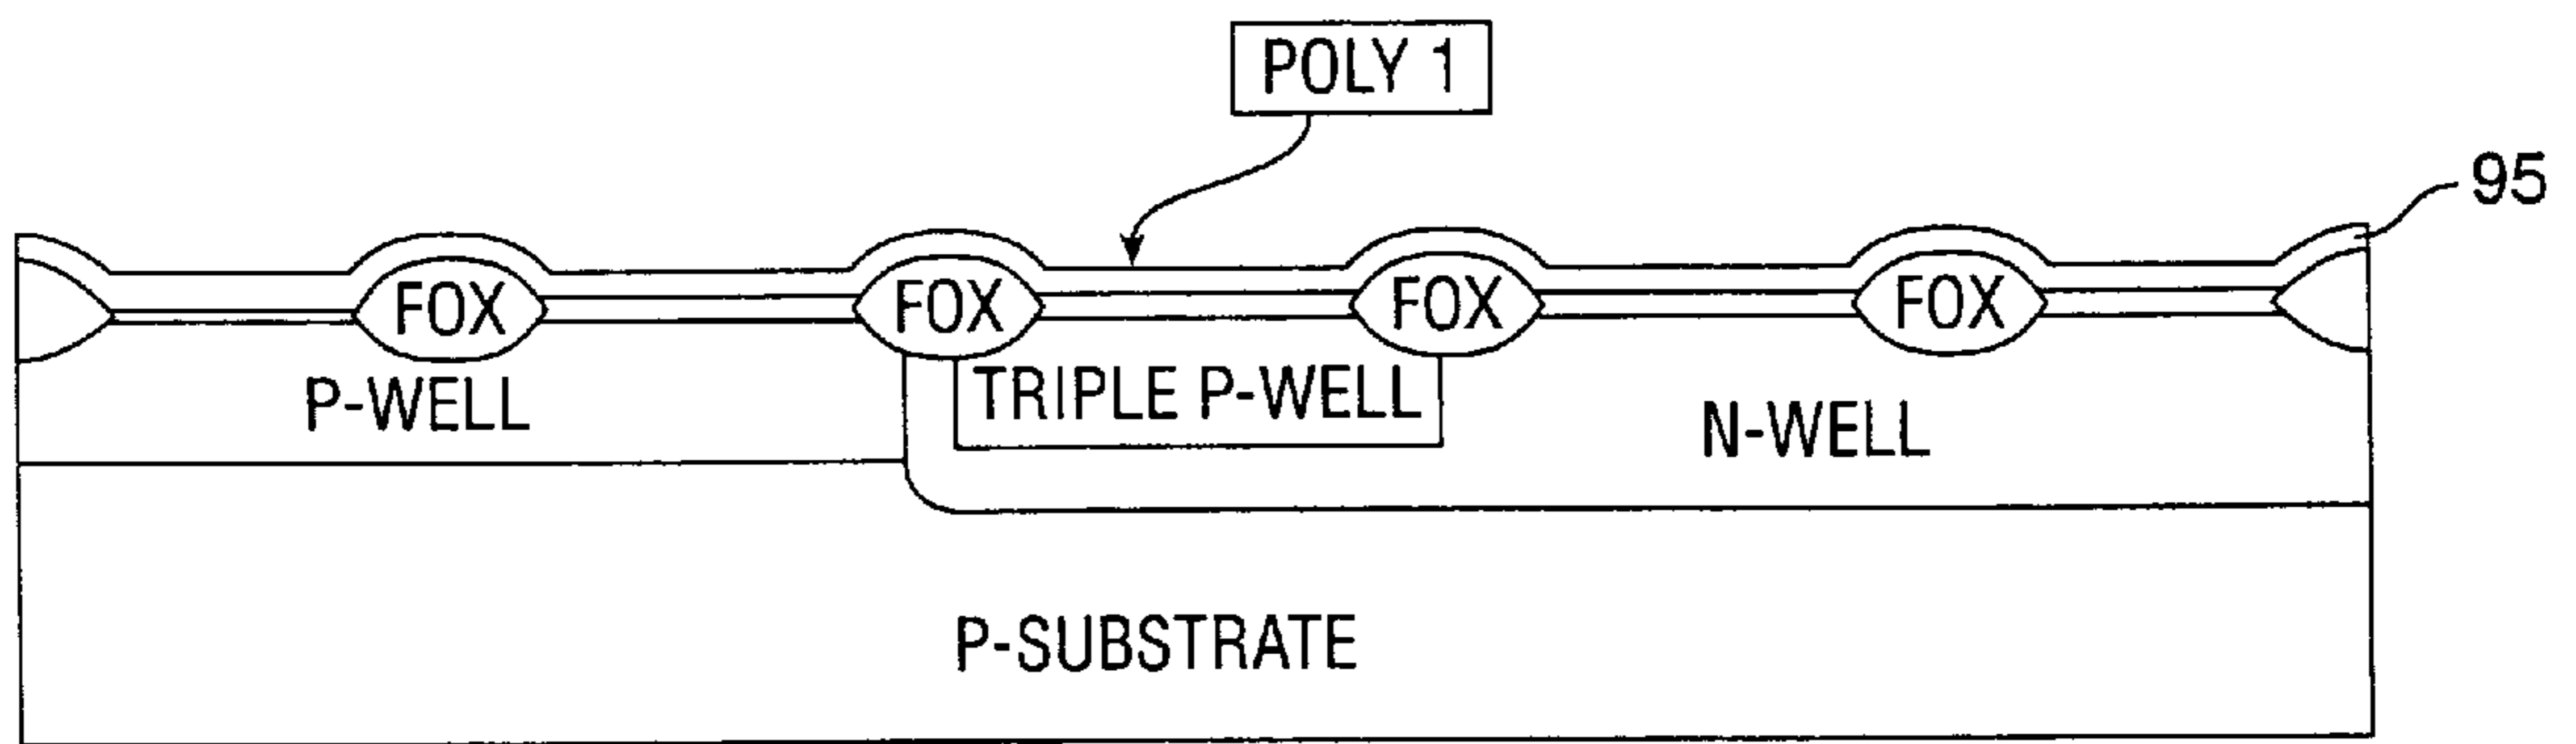 POLY 1
95
FOX FOX FOX FOX
P-WELL TRIPLE P-WELL N-WELL
P-SUBSTRATE